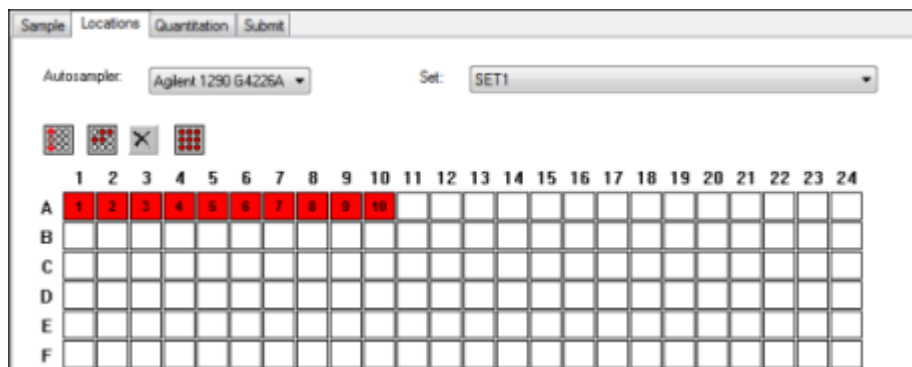 Sample Locations Quantitation Submit
Autosampler: Agilent 1290 G4226A Set: SET1
1 2 3 4 5 6 7 8 9 10 11 12 13 14 15 16 17 18 19 20 21 22 23 24
A 1 2 3 4 5 6 7 8 9 10
B
C
D
E
F